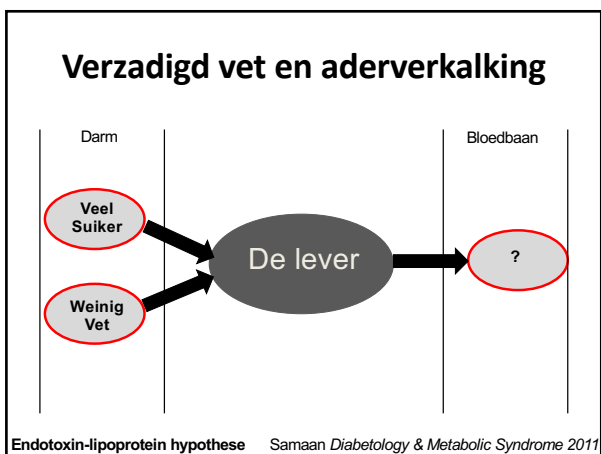 Verzadigd vet en aderverkalking
Darm
Bloedbaan
Veel
Suiker
De lever
?
Weinig
Vet
Endotoxin-lipoprotein hypothese Samaan Diabetology & Metabolic Syndrome 2011